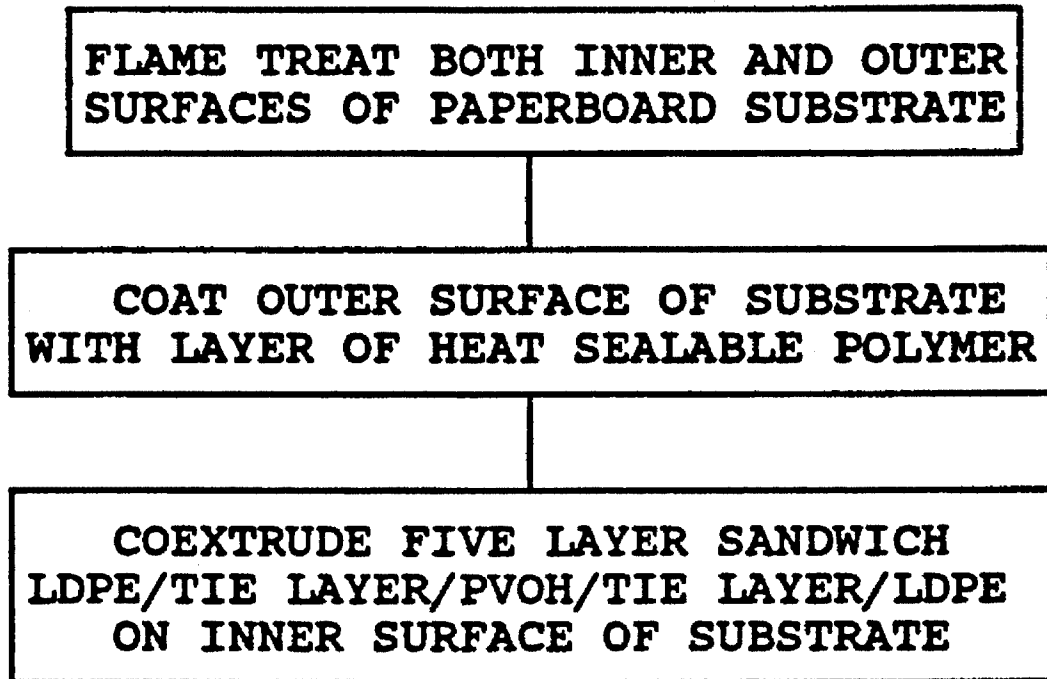 FLAME TREAT BOTH INNER AND OUTER
SURFACES OF PAPERBOARD SUBSTRATE
COAT OUTER SURFACE OF SUBSTRATE
WITH LAYER OF HEAT SEALABLE POLYMER
COEXTRUDE FIVE LAYER SANDWICH
LDPE/TIE LAYER/PVOH/TIE LAYER/LDPE
ON INNER SURFACE OF SUBSTRATE